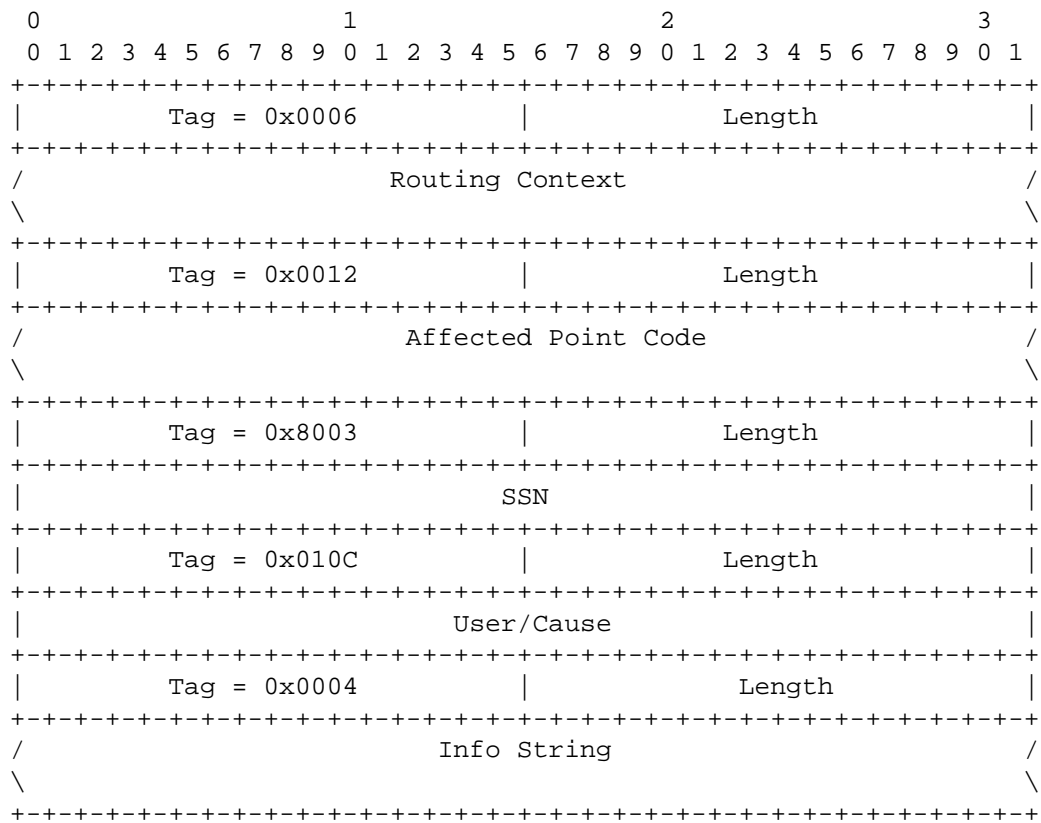 0                   1                   2                   3
 0 1 2 3 4 5 6 7 8 9 0 1 2 3 4 5 6 7 8 9 0 1 2 3 4 5 6 7 8 9 0 1
+-+-+-+-+-+-+-+-+-+-+-+-+-+-+-+-+-+-+-+-+-+-+-+-+-+-+-+-+-+-+-+-+
|         Tag = 0x0006          |            Length             |
+-+-+-+-+-+-+-+-+-+-+-+-+-+-+-+-+-+-+-+-+-+-+-+-+-+-+-+-+-+-+-+-+
/                       Routing Context                         /
\                                                               \
+-+-+-+-+-+-+-+-+-+-+-+-+-+-+-+-+-+-+-+-+-+-+-+-+-+-+-+-+-+-+-+-+
|         Tag = 0x0012          |            Length             |
+-+-+-+-+-+-+-+-+-+-+-+-+-+-+-+-+-+-+-+-+-+-+-+-+-+-+-+-+-+-+-+-+
/                        Affected Point Code                    /
\                                                               \
+-+-+-+-+-+-+-+-+-+-+-+-+-+-+-+-+-+-+-+-+-+-+-+-+-+-+-+-+-+-+-+-+
|         Tag = 0x8003          |            Length             |
+-+-+-+-+-+-+-+-+-+-+-+-+-+-+-+-+-+-+-+-+-+-+-+-+-+-+-+-+-+-+-+-+
|                              SSN                              |
+-+-+-+-+-+-+-+-+-+-+-+-+-+-+-+-+-+-+-+-+-+-+-+-+-+-+-+-+-+-+-+-+
|         Tag = 0x010C          |            Length             |
+-+-+-+-+-+-+-+-+-+-+-+-+-+-+-+-+-+-+-+-+-+-+-+-+-+-+-+-+-+-+-+-+
|                           User/Cause                          |
+-+-+-+-+-+-+-+-+-+-+-+-+-+-+-+-+-+-+-+-+-+-+-+-+-+-+-+-+-+-+-+-+
|         Tag = 0x0004          |             Length            |
+-+-+-+-+-+-+-+-+-+-+-+-+-+-+-+-+-+-+-+-+-+-+-+-+-+-+-+-+-+-+-+-+
/                          Info String                          /
\                                                               \
+-+-+-+-+-+-+-+-+-+-+-+-+-+-+-+-+-+-+-+-+-+-+-+-+-+-+-+-+-+-+-+-+